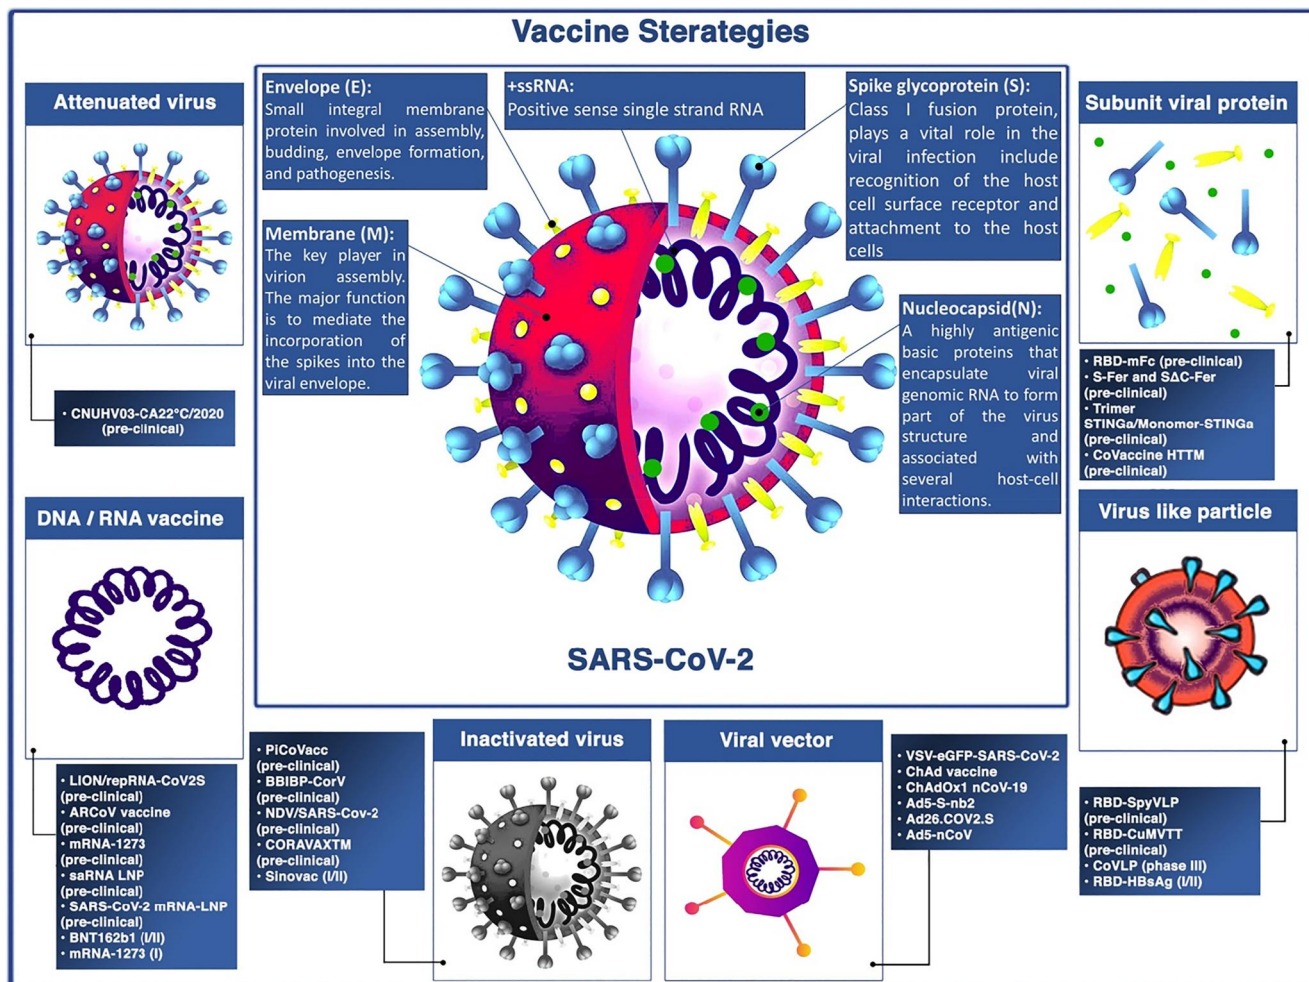 Vaccine Sterategies
Attenuated virus
• CNUHV03-CA22°C/2020
(pre-clinical)
DNA / RNA vaccine
• LION/repRNA-CoV2S
(pre-clinical)
• ARCoV vaccine
(pre-clinical)
• mRNA-1273
(pre-clinical)
• saRNA LNP
(pre-clinical)
• SARS-CoV-2 mRNA-LNP
(pre-clinical)
• BNT162b1 (I/II)
• mRNA-1273 (I)
Envelope (E):
Small integral membrane
protein involved in assembly,
budding, envelope formation,
and pathogenesis.
Membrane (M):
The key player in
virion assembly.
The major function
is to mediate the
incorporation of
the spikes into the
viral envelope.
+ssRNA:
Positive sense single strand RNA
Spike glycoprotein (S):
Class I fusion protein,
plays a vital role in the
viral infection include
recognition of the host
cell surface receptor and
attachment to the host
cells
Nucleocapsid(N):
A highly antigenic
basic proteins that
encapsulate viral
genomic RNA to form
part of the virus
structure and
associated with
several host-cell
interactions.
SARS-CoV-2
Subunit viral protein
• RBD-mFc (pre-clinical)
• S-Fer and SΔC-Fer
(pre-clinical)
• Trimer
STINGa/Monomer-STINGa
(pre-clinical)
• CoVaccine HTTM
(pre-clinical)
Virus like particle
• RBD-SpyVLP
(pre-clinical)
• RBD-CuMVTT
(pre-clinical)
• CoVLP (phase III)
• RBD-HBsAg (I/II)
• PiCoVacc
(pre-clinical)
• BBIBP-CorV
(pre-clinical)
• NDV/SARS-Cov-2
(pre-clinical)
• CORAVAXTM
(pre-clinical)
• Sinovac (I/II)
Inactivated virus
Viral vector
• VSV-eGFP-SARS-CoV-2
• ChAd vaccine
• ChAdOx1 nCoV-19
• Ad5-S-nb2
• Ad26.COV2.S
• Ad5-nCoV